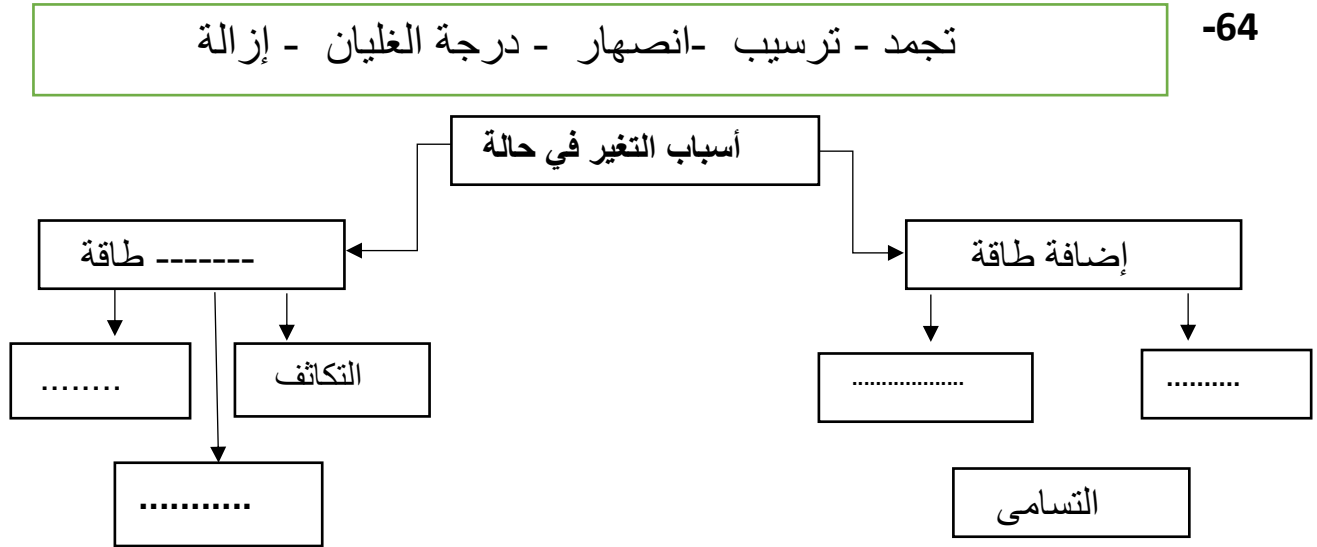 -64
تجمد - ترسيب -انصهار - درجة الغليان - إزالة
أسباب التغير في حالة
إضافة طاقة
------- طاقة
..........
...................
التكاثف
........
التسامى
...........